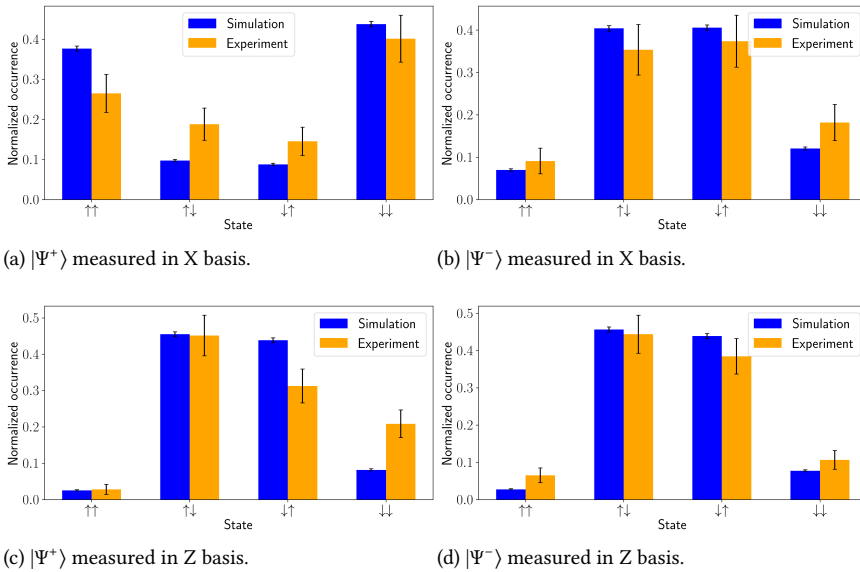 Normalized occurrence
0.4
0.3
0.2
0.1
0.0
Simulation
Experiment
↑↑ ↑↓ ↓↑ ↓↓
State
(a) |Ψ⁺⟩ measured in X basis.
Normalized occurrence
0.4
0.3
0.2
0.1
0.0
Simulation
Experiment
↑↑ ↑↓ ↓↑ ↓↓
State
(b) |Ψ⁻⟩ measured in X basis.
Normalized occurrence
0.5
0.4
0.3
0.2
0.1
0.0
Simulation
Experiment
↑↑ ↑↓ ↓↑ ↓↓
State
(c) |Ψ⁺⟩ measured in Z basis.
Normalized occurrence
0.5
0.4
0.3
0.2
0.1
0.0
Simulation
Experiment
↑↑ ↑↓ ↓↑ ↓↓
State
(d) |Ψ⁻⟩ measured in Z basis.